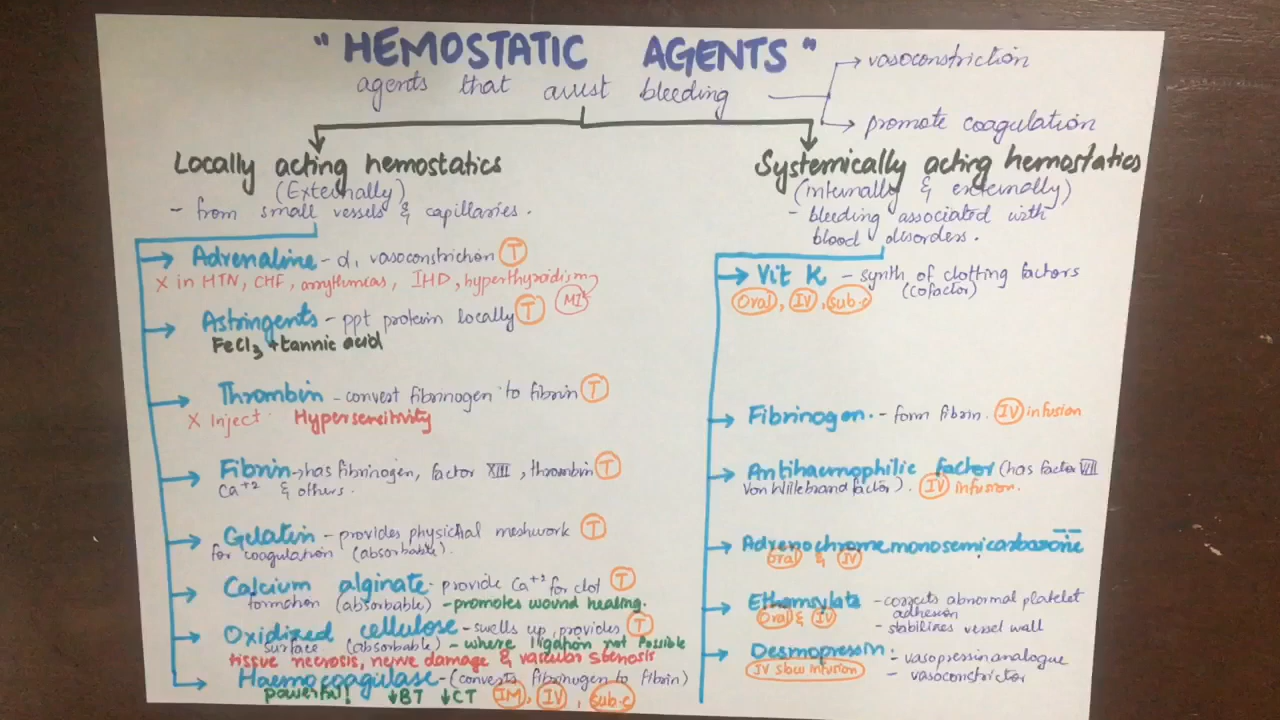 "HEMOSTATIC AGENTS"
agents that arrest bleeding
→ vasoconstriction
→ promote coagulation
Locally acting hemostatics
(Externally)
- from small vessels & capillaries.
→ Adrenaline - α₁ vasoconstriction T
X in HTN, CHF, arrythmias, IHD, hyperthyroidism,
MI
→ Astringents - ppt protein locally T
FeCl₃ + tannic acid
→ Thrombin - convert fibrinogen to fibrin T
X Inject. Hypersensitivity
→ Fibrin → has fibrinogen, factor XIII, thrombin T
Ca⁺² & others.
→ Gelatin - provides physichal meshwork T
for coagulation (absorbable).
→ Calcium alginate - provide Ca⁺² for clot T
formation (absorbable) - promotes wound healing.
→ Oxidized cellulose - swells up, provides T
surface (absorbable) - where ligation not possible
tissue necrosis, nerve damage & vascular stenosis
→ Haemocoagulase - (converts fibrinogen to fibrin)
powerful! ↓BT ↓CT IM, IV, sub.c
Systemically acting hemostatics
(internally & externally)
- bleeding associated with
blood disorders.
→ Vit K - synth of clotting factors
(cofactor)
Oral, IV, sub.c
→ Fibrinogen. - form fibrin. IV infusion
→ Antihaemophilic factor (has factor VIII
Von Willebrand factor). IV infusion.
→ Adrenochrome monosemicarbazone
Oral & IV
→ Ethamsylate - corrects abnormal platelet
adhesion
Oral & IV - stabilizes vessel wall
→ Desmopressin - vasopressin analogue
IV slow infusion - vasoconstrictor